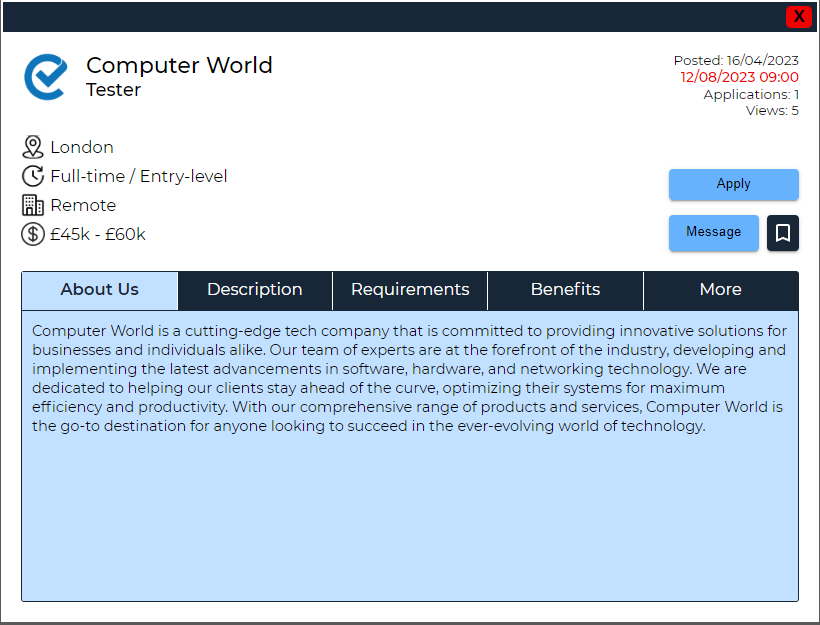 X
Computer World
Tester
Posted: 16/04/2023
12/08/2023 09:00
Applications: 1
Views: 5
London
Full-time / Entry-level
Remote
£45k - £60k
Apply
Message
About Us
Description
Requirements
Benefits
More
Computer World is a cutting-edge tech company that is committed to providing innovative solutions for
businesses and individuals alike. Our team of experts are at the forefront of the industry, developing and
implementing the latest advancements in software, hardware, and networking technology. We are
dedicated to helping our clients stay ahead of the curve, optimizing their systems for maximum
efficiency and productivity. With our comprehensive range of products and services, Computer World is
the go-to destination for anyone looking to succeed in the ever-evolving world of technology.